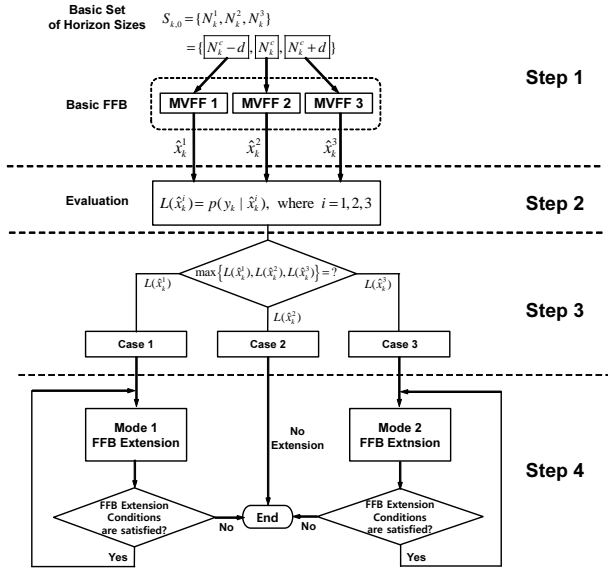 Basic Set
of Horizon Sizes
S_{k,0} = {N_k^1, N_k^2, N_k^3}
= {N_k^c − d, N_k^c, N_k^c + d}
Step 1
Basic FFB
MVFF 1
MVFF 2
MVFF 3
x̂_k^1
x̂_k^2
x̂_k^3
Evaluation
L(x̂_k^i) = p(y_k | x̂_k^i), where i = 1,2,3
Step 2
max{L(x̂_k^1), L(x̂_k^2), L(x̂_k^3)} = ?
L(x̂_k^1)
L(x̂_k^3)
L(x̂_k^2)
Step 3
Case 1
Case 2
Case 3
Mode 1
FFB Extension
No
Extension
Mode 2
FFB Extnsion
Step 4
FFB Extension
Conditions
are satisfied?
No
End
No
FFB Extension
Conditions
are satisfied?
Yes
Yes